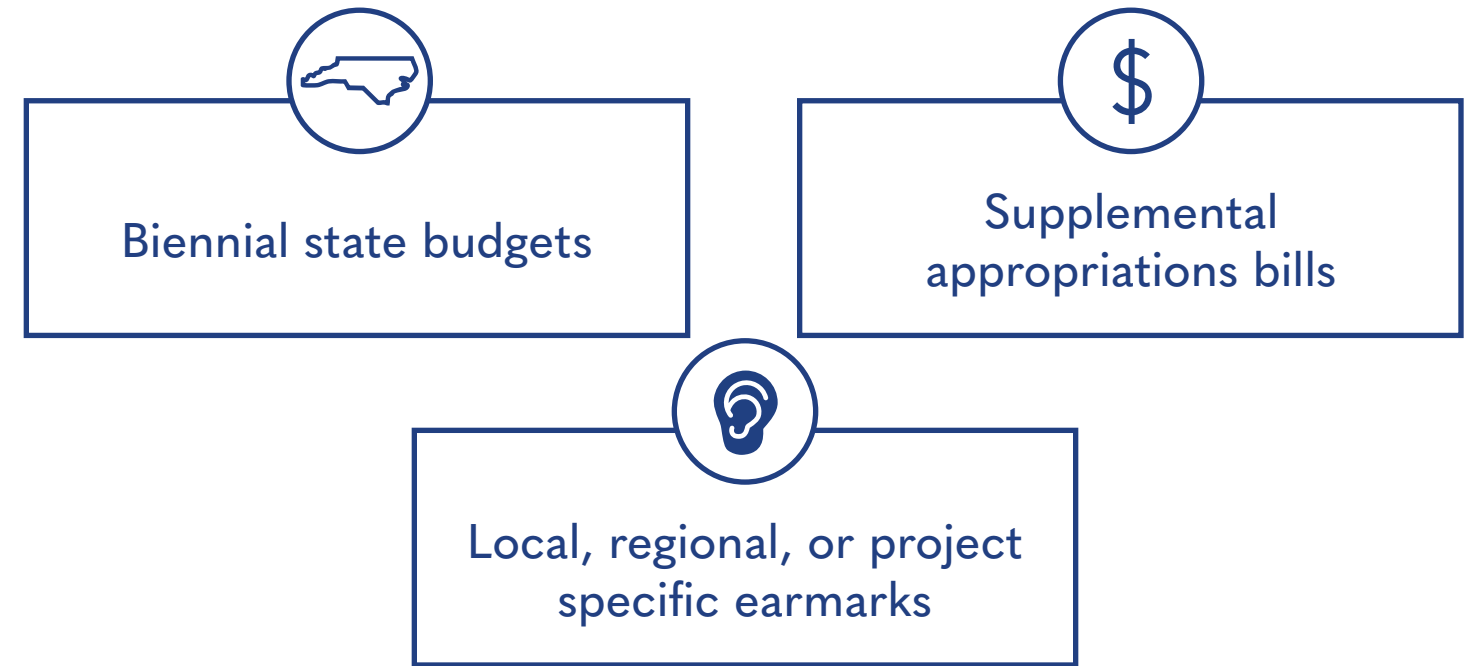 $
Biennial state budgets
Supplemental
appropriations bills
Local, regional, or project
specific earmarks